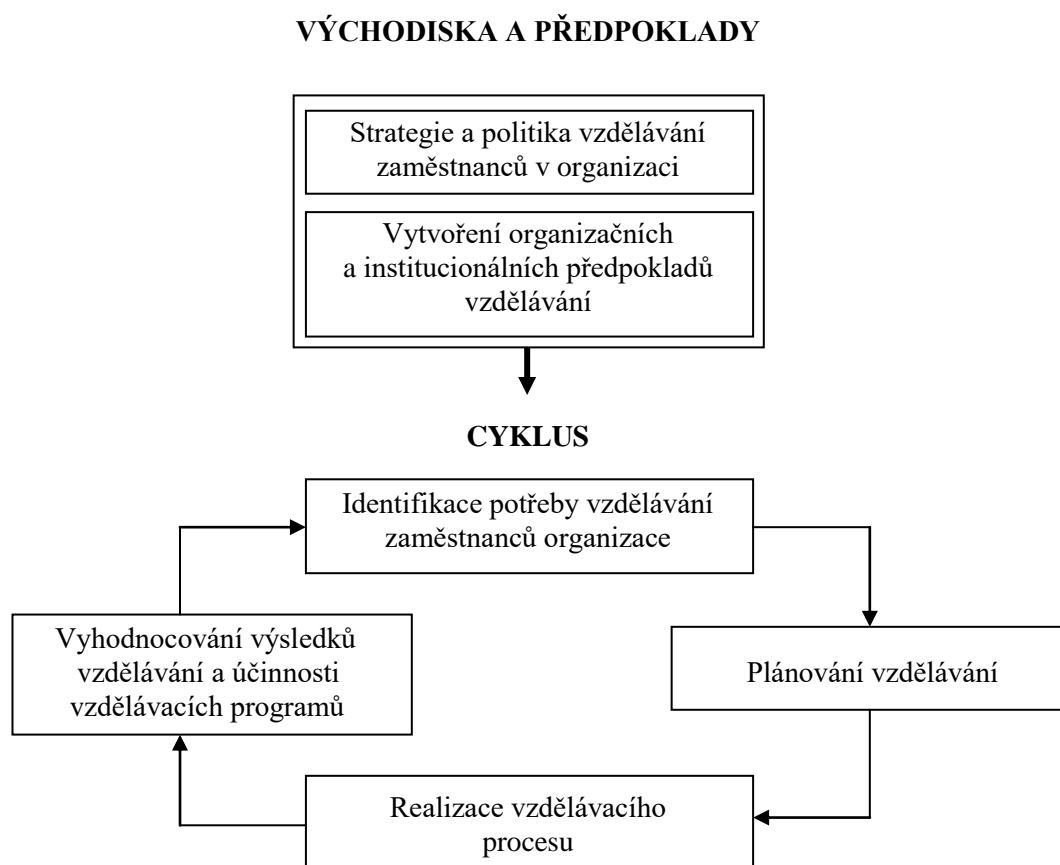 VÝCHODISKA A PŘEDPOKLADY
Strategie a politika vzdělávání
zaměstnanců v organizaci
Vytvoření organizačních
a institucionálních předpokladů
vzdělávání
CYKLUS
Identifikace potřeby vzdělávání
zaměstnanců organizace
Vyhodnocování výsledků
vzdělávání a účinnosti
vzdělávacích programů
Plánování vzdělávání
Realizace vzdělávacího
procesu